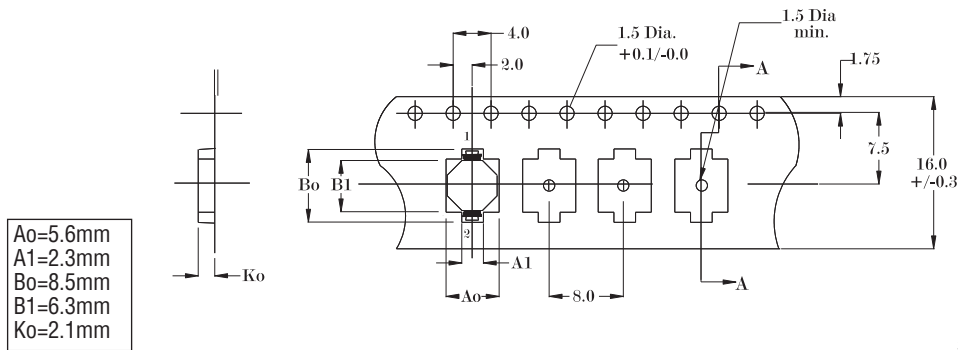 4.0
2.0
1.5 Dia.
+0.1/-0.0
1.5 Dia
min.
A
1.75
1
Bo
B1
7.5
16.0
+/-0.3
2
Ko
A1
Ao
8.0
A
Ao=5.6mm
A1=2.3mm
Bo=8.5mm
B1=6.3mm
Ko=2.1mm